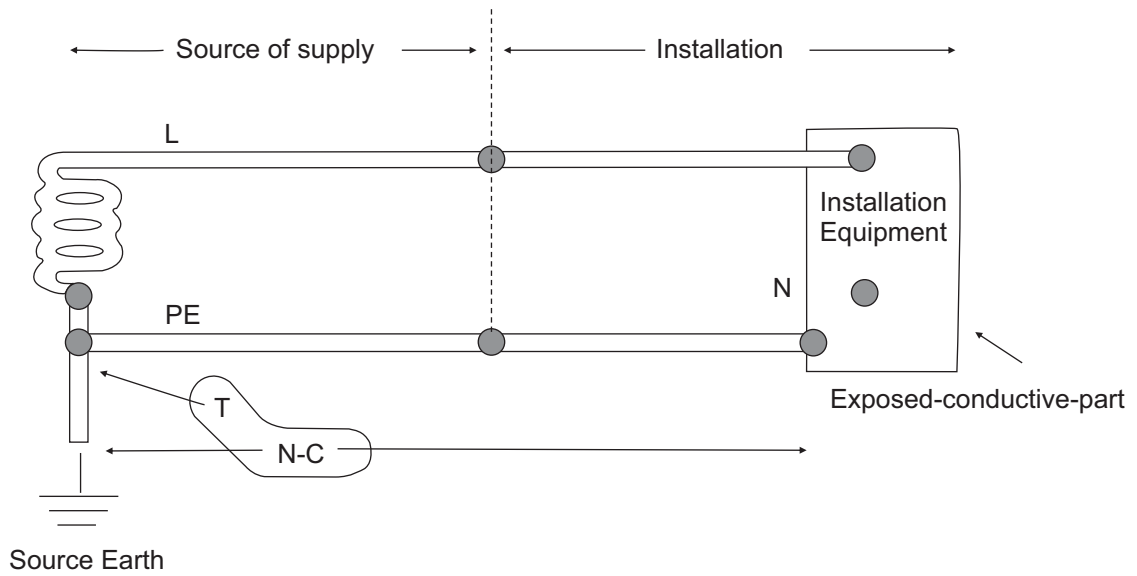 Source of supply
Installation
L
Installation
Equipment
N
PE
Exposed-conductive-part
T
N-C
Source Earth